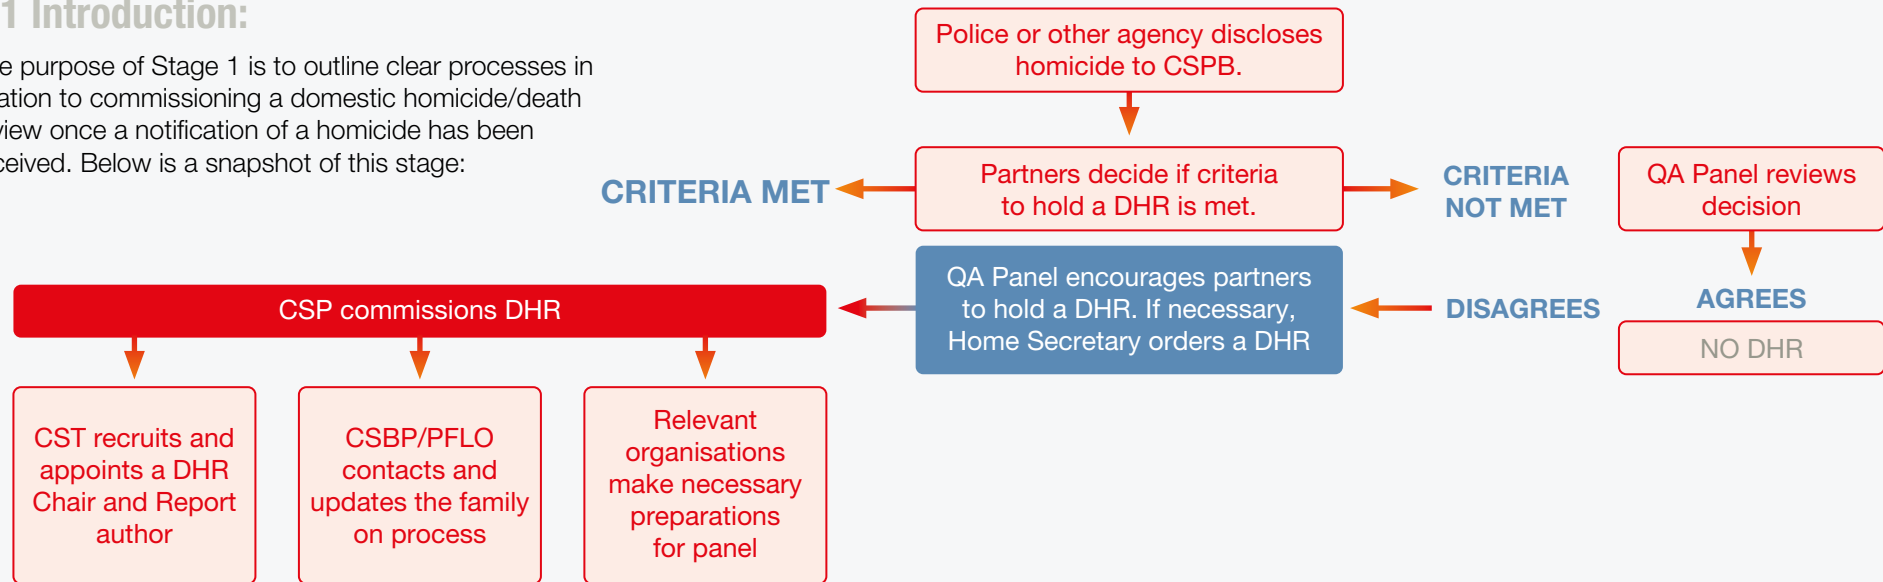 1 Introduction:
e purpose of Stage 1 is to outline clear processes in
ation to commissioning a domestic homicide/death
view once a notification of a homicide has been
ceived. Below is a snapshot of this stage:
Police or other agency discloses
homicide to CSPB.
CRITERIA MET
Partners decide if criteria
to hold a DHR is met.
CRITERIA
NOT MET
QA Panel reviews
decision
CSP commissions DHR
QA Panel encourages partners
to hold a DHR. If necessary,
Home Secretary orders a DHR
DISAGREES
AGREES
NO DHR
CST recruits and
appoints a DHR
Chair and Report
author
CSBP/PFLO
contacts and
updates the family
on process
Relevant
organisations
make necessary
preparations
for panel